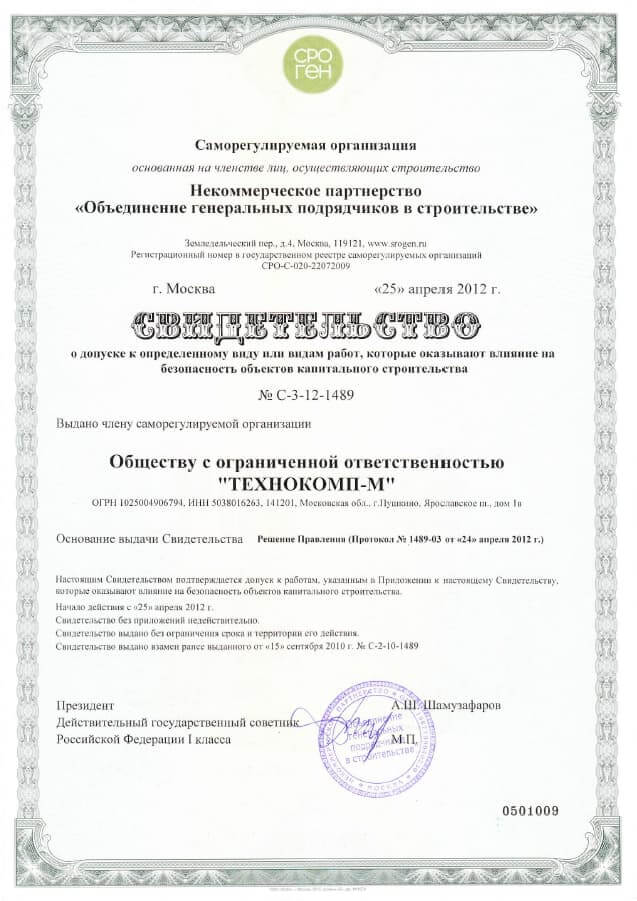 СРО
ГЕН
Саморегулируемая организация
основанная на членстве лиц, осуществляющих строительство
Некоммерческое партнерство
«Объединение генеральных подрядчиков в строительстве»
Земледельческий пер., д.4, Москва, 119121, www.srogen.ru
Регистрационный номер в государственном реестре саморегулируемых организаций
СРО-С-020-22072009
г. Москва «25» апреля 2012 г.
СВИДЕТЕЛЬСТВО
о допуске к определенному виду или видам работ, которые оказывают влияние на
безопасность объектов капитального строительства
№ С-3-12-1489
Выдано члену саморегулируемой организации
Обществу с ограниченной ответственностью
"ТЕХНОКОМП-М"
ОГРН 1025004906794, ИНН 5038016263, 141201, Московская обл., г.Пушкино, Ярославское ш., дом 1в
Основание выдачи Свидетельства Решение Правления (Протокол № 1489-03 от «24» апреля 2012 г.)
Настоящим Свидетельством подтверждается допуск к работам, указанным в Приложении к настоящему Свидетельству,
которые оказывают влияние на безопасность объектов капитального строительства.
Начало действия с «25» апреля 2012 г.
Свидетельство без приложений недействительно.
Свидетельство выдано без ограничения срока и территории его действия.
Свидетельство выдано взамен ранее выданного от «15» сентября 2010 г. № С-2-10-1489
Президент А.Ш. Шамузафаров
Действительный государственный советник
Российской Федерации I класса М.П.
Объединение
генеральных
подрядчиков
в строительстве
МОСКВА
0501009